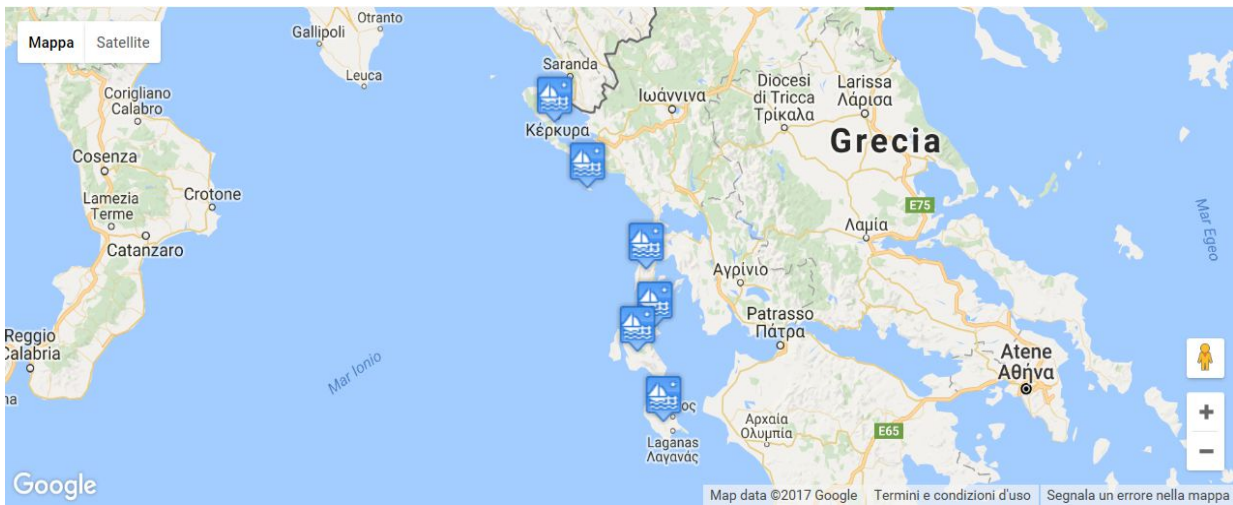 Mappa
Satellite
Gallipoli
Otranto
Leuca
Saranda
Corigliano
Calabro
Κέρκυρα
Ιωάννινα
Diocesi
di Tricca
Τρίκαλα
Larissa
Λάρισα
Grecia
Cosenza
Crotone
Lamezia
Terme
Catanzaro
E75
Mar Egeo
Λαμία
Αγρίνιο
Patrasso
Πάτρα
Reggio
Calabria
Mar Ionio
Atene
Αθήνα
ος
Αρχαία
Ολυμπία
E65
Laganas
Λαγανάς
na
Google
Map data ©2017 Google
Termini e condizioni d'uso
Segnala un errore nella mappa